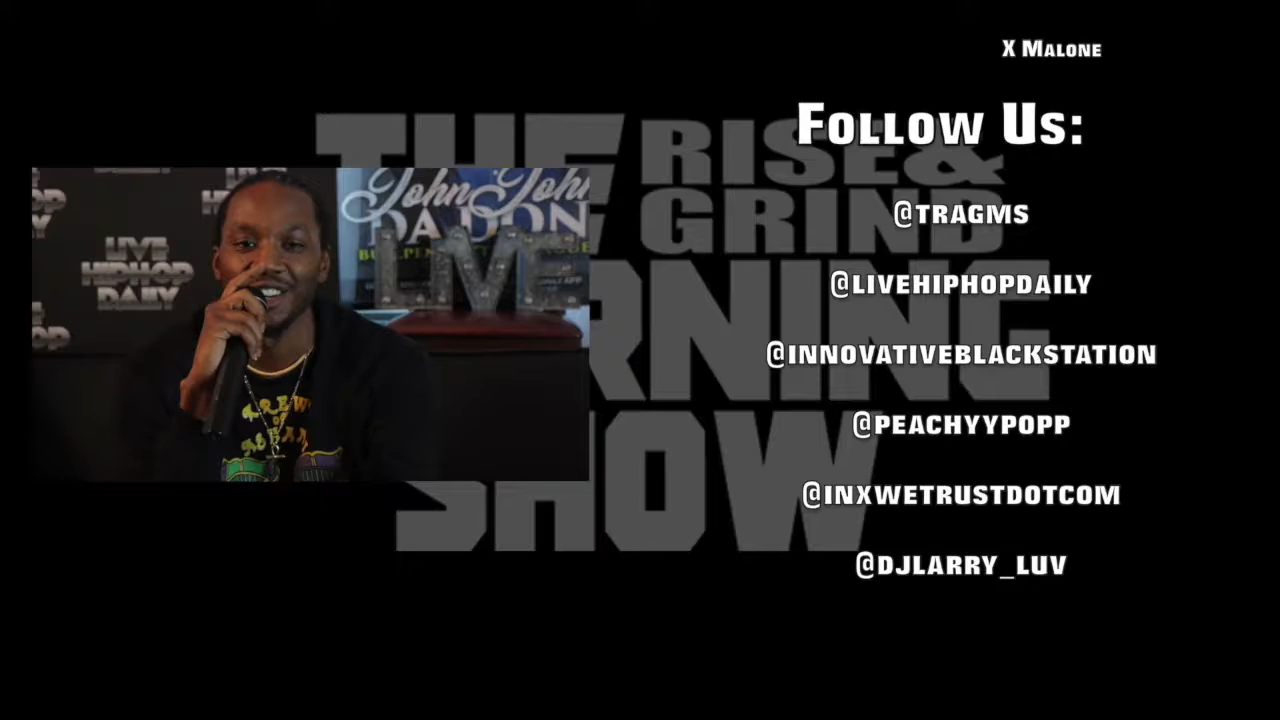 X Malone
Follow Us:
@TRAGMS
@LIVEHIPHOPDAILY
@INNOVATIVEBLACKSTATION
@PEACHYYPOPP
@INXWETRUSTDOTCOM
@DJLARRY_LUV
THE RISE &
GRIND
SHOW
LIVE
HIPHOP
DAILY
John John
DA DON
LIVE